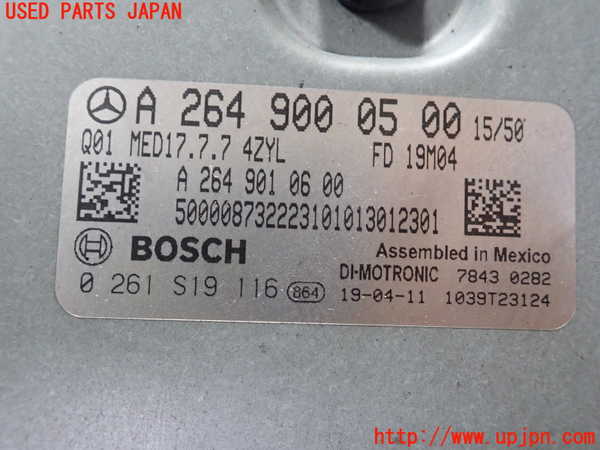 USED PARTS JAPAN
A 264 900 05 00 15/50
Q01 MED17.7.7 4ZYL FD 19M04
A 264 901 06 00
5000087322231010130123​01
BOSCH
Assembled in Mexico
DI-MOTRONIC 7843 0282
0 261 S19 116 864 19-04-11 1039T23124
http://www.upjpn.com/